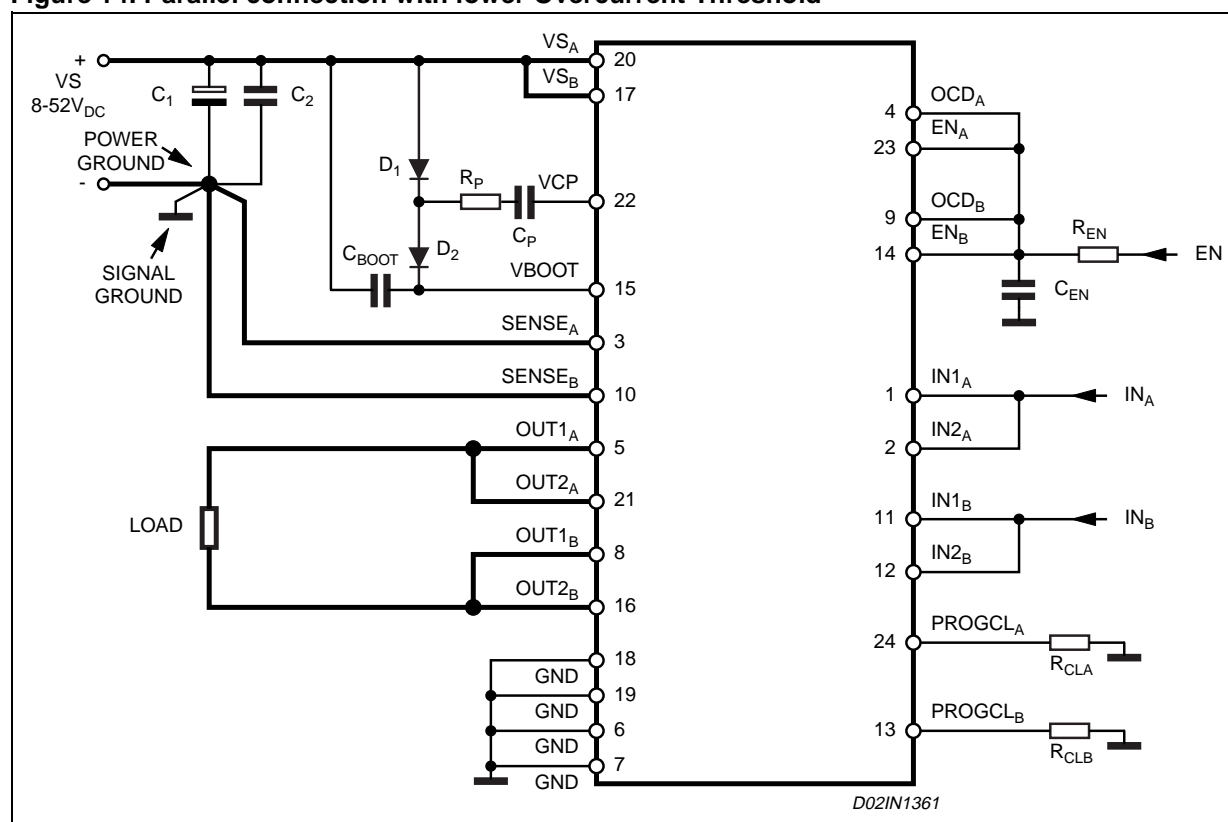 Figure 14. Parallel connection with lower Overcurrent Threshold
+
VS
8-52V_DC
C1
C2
POWER
GROUND
-
SIGNAL
GROUND
D1
RP
VCP
CP
CBOOT
D2
VBOOT
VSA
20
VSB
17
22
15
SENSEA
3
SENSEB
10
OUT1A
5
OUT2A
21
LOAD
OUT1B
8
OUT2B
16
18
GND
19
GND
6
GND
7
GND
OCDA
4
ENA
23
OCDB
9
ENB
14
REN
EN
CEN
IN1A
1
INA
IN2A
2
IN1B
11
INB
IN2B
12
PROGCLA
24
RCLA
PROGCLB
13
RCLB
D02IN1361